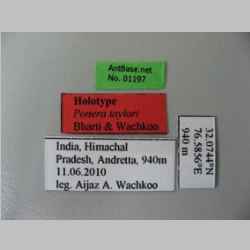 AntBase.net
No. 01197
Holotype
Ponera taylori
Bharti & Wachkoo
India, Himachal
Pradesh, Andretta, 940m
11.06.2010
leg. Aijaz A. Wachkoo
32.0744°N
76.5856°E
940 m